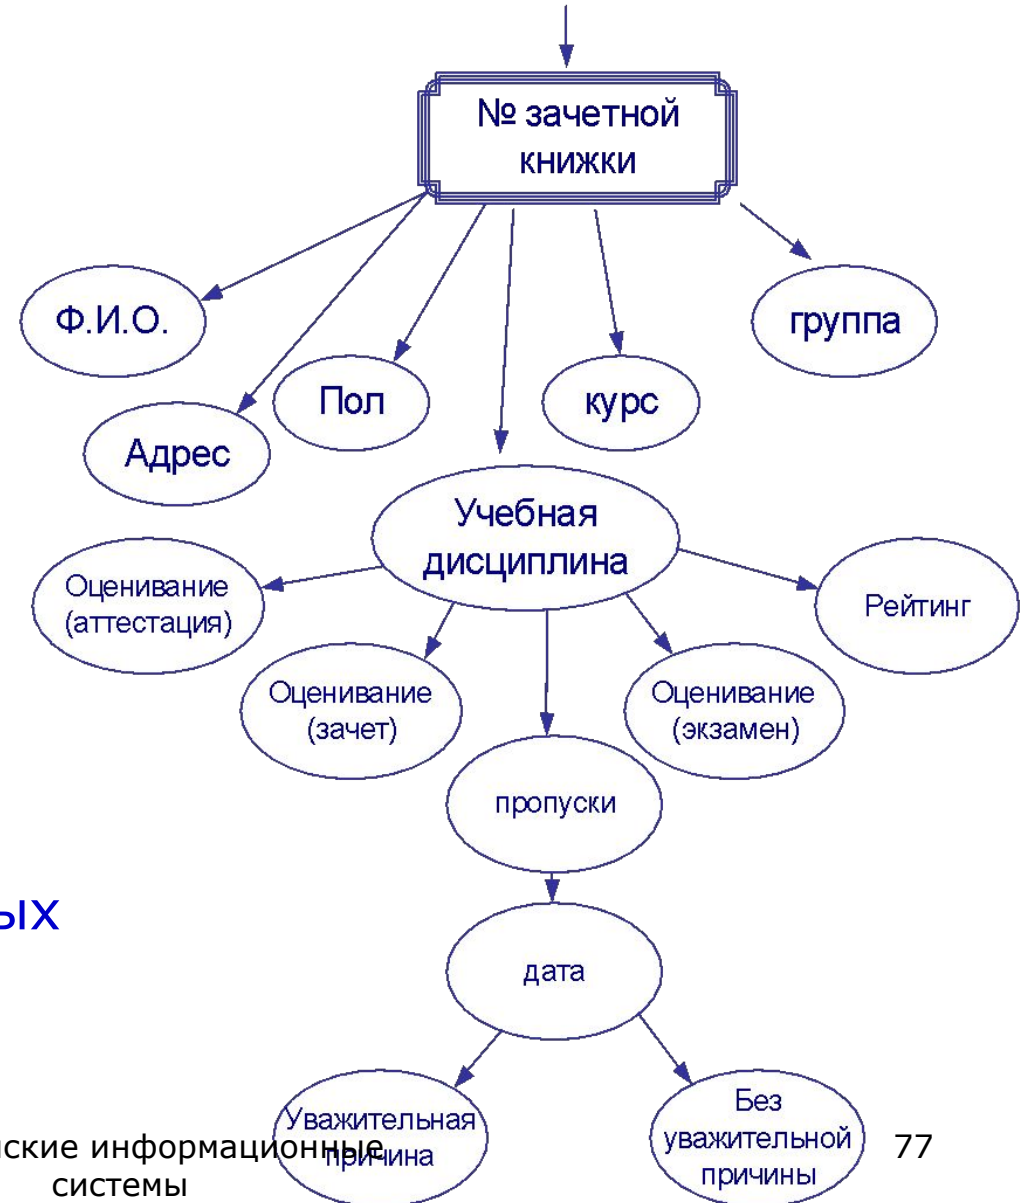 № зачетной
книжки
Ф.И.О.
группа
Пол
курс
Адрес
Учебная
дисциплина
Оценивание
(аттестация)
Рейтинг
Оценивание
(зачет)
Оценивание
(экзамен)
пропуски
ых
дата
Уважительная
причина
Без
уважительной
причины
нские информационные
системы
77